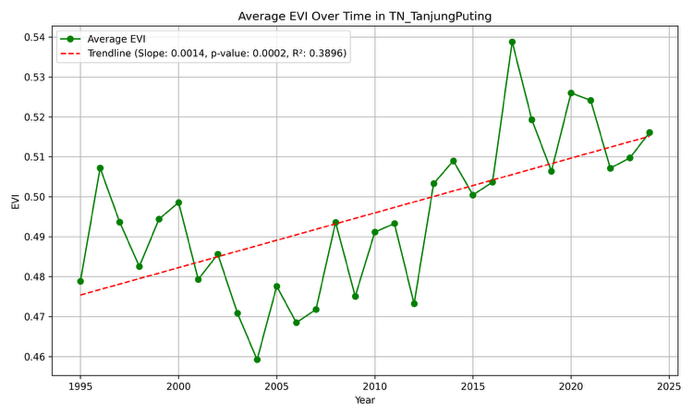 Average EVI Over Time in TN_TanjungPuting
Average EVI
Trendline (Slope: 0.0014, p-value: 0.0002, R²: 0.3896)
0.54
0.53
0.52
0.51
0.50
0.49
0.48
0.47
0.46
EVI
1995 2000 2005 2010 2015 2020 2025
Year